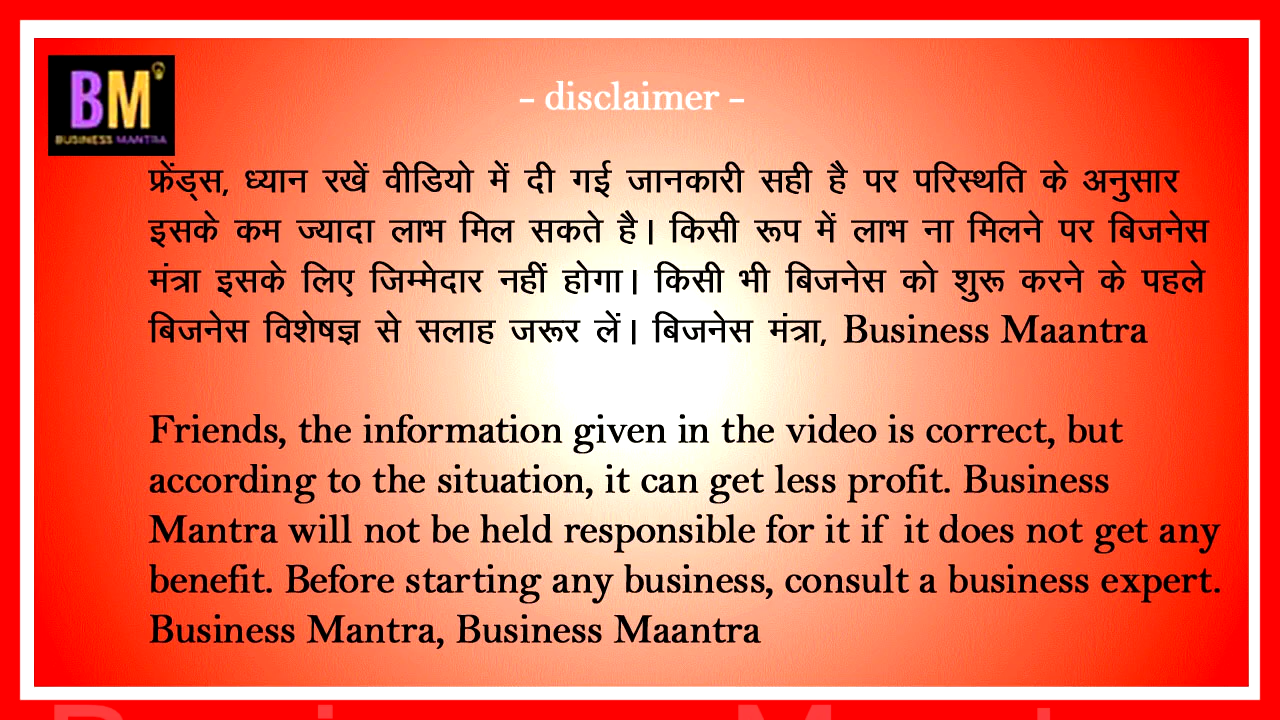 BM
BUSINESS MANTRA
- disclaimer -
फ्रेंड्स, ध्यान रखें वीडियो में दी गई जानकारी सही है पर परिस्थति के अनुसार
इसके कम ज्यादा लाभ मिल सकते है। किसी रूप में लाभ ना मिलने पर बिजनेस
मंत्रा इसके लिए जिम्मेदार नहीं होगा। किसी भी बिजनेस को शुरू करने के पहले
बिजनेस विशेषज्ञ से सलाह जरूर लें। बिजनेस मंत्रा, Business Maantra
Friends, the information given in the video is correct, but
according to the situation, it can get less profit. Business
Mantra will not be held responsible for it if it does not get any
benefit. Before starting any business, consult a business expert.
Business Mantra, Business Maantra